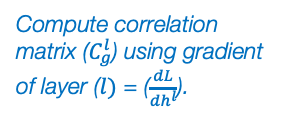 Compute correlation
matrix (C_g^l) using gradient
of layer (l) = (dL/dh^l).